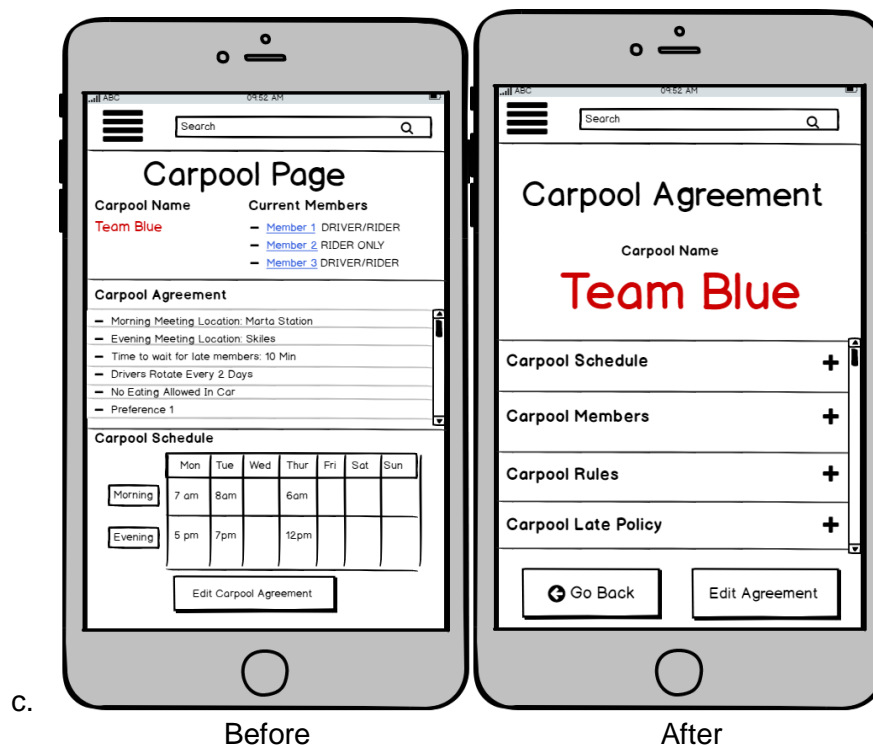 ABC 09:52 AM
Search
Carpool Page
Carpool Name Current Members
Team Blue
Member 1 DRIVER/RIDER
Member 2 RIDER ONLY
Member 3 DRIVER/RIDER
Carpool Agreement
Morning Meeting Location: Marta Station
Evening Meeting Location: Skiles
Time to wait for late members: 10 Min
Drivers Rotate Every 2 Days
No Eating Allowed In Car
Preference 1
Carpool Schedule
Mon Tue Wed Thur Fri Sat Sun
Morning 7 am 8am 6am
Evening 5 pm 7pm 12pm
Edit Carpool Agreement
ABC 09:52 AM
Search
Carpool Agreement
Carpool Name
Team Blue
Carpool Schedule +
Carpool Members +
Carpool Rules +
Carpool Late Policy +
Go Back Edit Agreement
c.
Before After